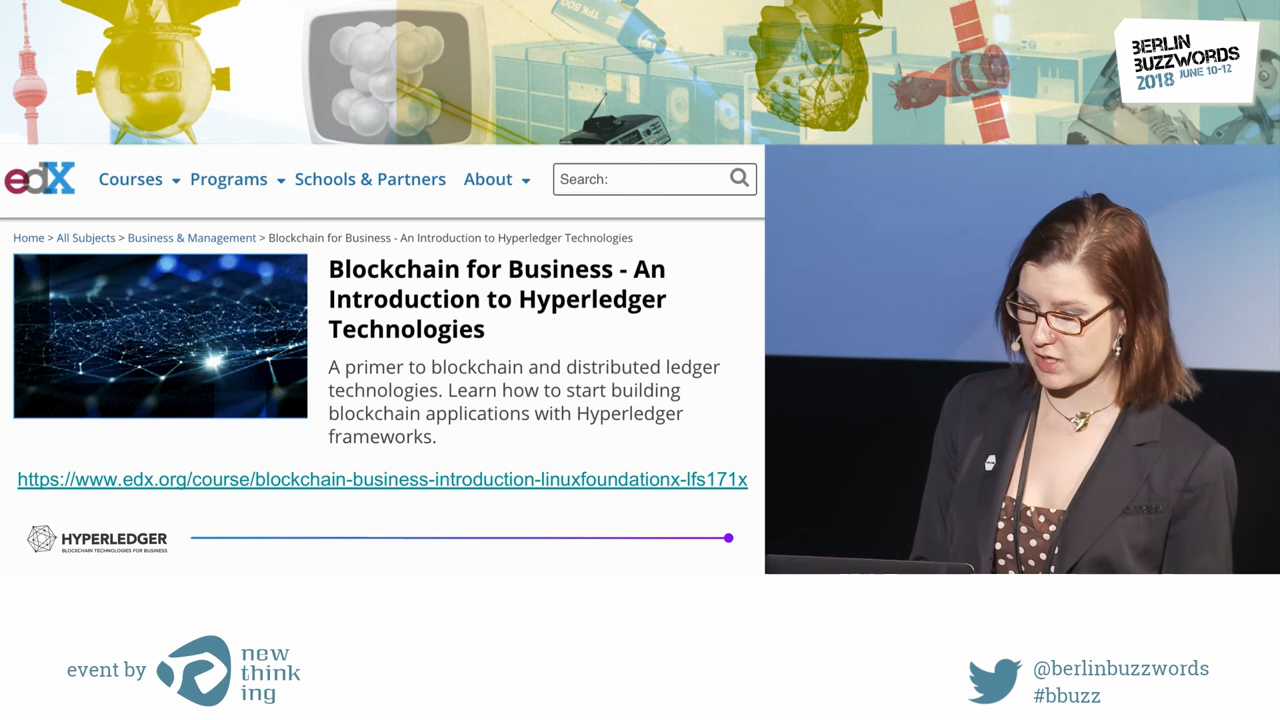 TFX 500
BERLIN
BUZZWORDS
2018 JUNE 10-12
edX
Courses Programs Schools & Partners About Search:
Home > All Subjects > Business & Management > Blockchain for Business - An Introduction to Hyperledger Technologies
Blockchain for Business - An
Introduction to Hyperledger
Technologies
A primer to blockchain and distributed ledger
technologies. Learn how to start building
blockchain applications with Hyperledger
frameworks.
https://www.edx.org/course/blockchain-business-introduction-linuxfoundationx-lfs171x
HYPERLEDGER
BLOCKCHAIN TECHNOLOGIES FOR BUSINESS
event by
new
think
ing
@berlinbuzzwords
#bbuzz